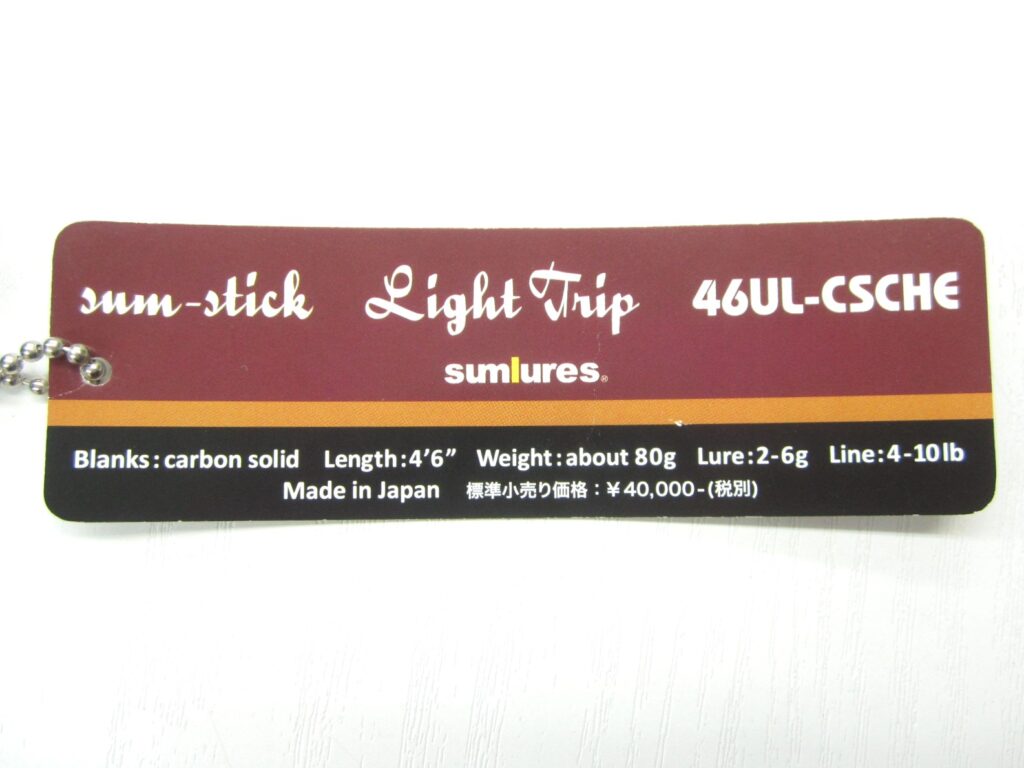 sum-stick Light Trip 46UL-CSCHE
sumlures®
Blanks:carbon solid Length:4’6” Weight:about 80g Lure:2-6g Line:4-10lb
Made in Japan 標準小売り価格：￥40,000-(税別)